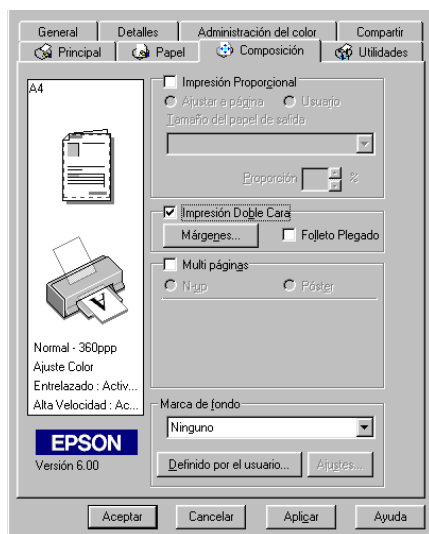 General Detalles Administración del color Compartir
Principal Papel Composición Utilidades
A4
Impresión Proporcional
Ajustar a página Usuario
Tamaño del papel de salida
Proporción %
Impresión Doble Cara
Márgenes... Folleto Plegado
Multi páginas
N-up Póster
A
Normal - 360ppp
Ajuste Color
Entrelazado : Activ...
Alta Velocidad : Ac...
Marca de fondo
Ninguno
EPSON
Versión 6.00
Definido por el usuario... Ajustes...
Aceptar Cancelar Aplicar Ayuda